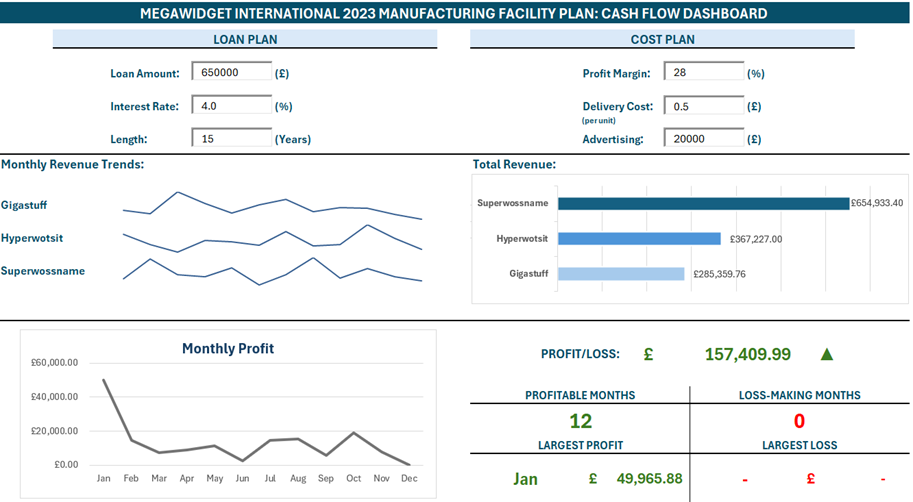 MEGAWIDGET INTERNATIONAL 2023 MANUFACTURING FACILITY PLAN: CASH FLOW DASHBOARD
LOAN PLAN
Loan Amount: 650000 (£)
Interest Rate: 4.0 (%)
Length: 15 (Years)
COST PLAN
Profit Margin: 28 (%)
Delivery Cost: 0.5 (£)
(per unit)
Advertising: 20000 (£)
Monthly Revenue Trends:
Gigastuff
Hyperwotsit
Superwossname
Total Revenue:
Superwossname £654,933.40
Hyperwotsit £367,227.00
Gigastuff £285,359.76
Monthly Profit
£60,000.00
£40,000.00
£20,000.00
£0.00
Jan Feb Mar Apr May Jun Jul Aug Sep Oct Nov Dec
PROFIT/LOSS: £ 157,409.99 ▲
PROFITABLE MONTHS LOSS-MAKING MONTHS
12 0
LARGEST PROFIT LARGEST LOSS
Jan £ 49,965.88 - £ -